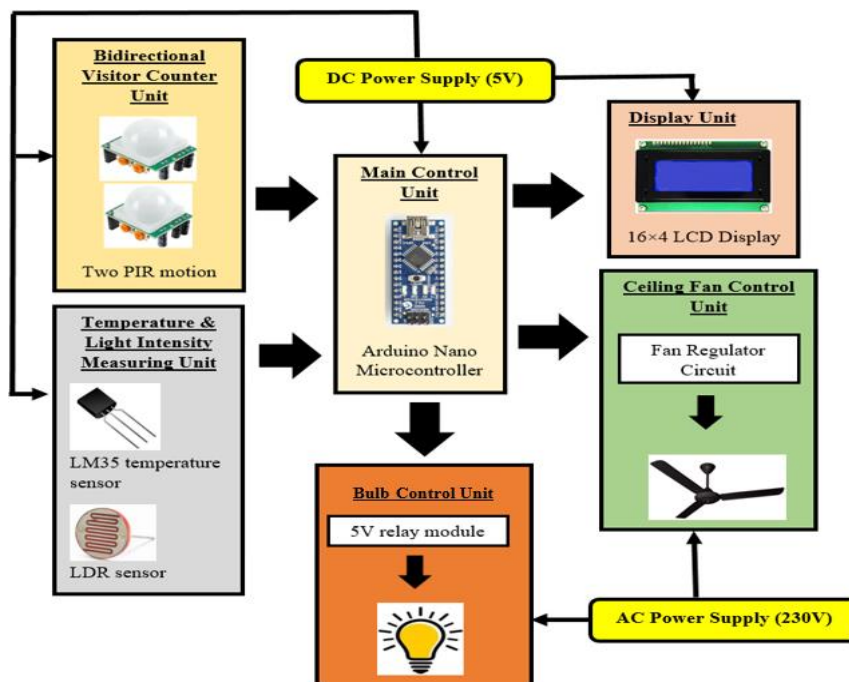 Bidirectional
Visitor Counter
Unit
Two PIR motion
DC Power Supply (5V)
Display Unit
16×4 LCD Display
Main Control
Unit
Arduino Nano
Microcontroller
Temperature &
Light Intensity
Measuring Unit
LM35 temperature
sensor
LDR sensor
Ceiling Fan Control
Unit
Fan Regulator
Circuit
Bulb Control Unit
5V relay module
AC Power Supply (230V)